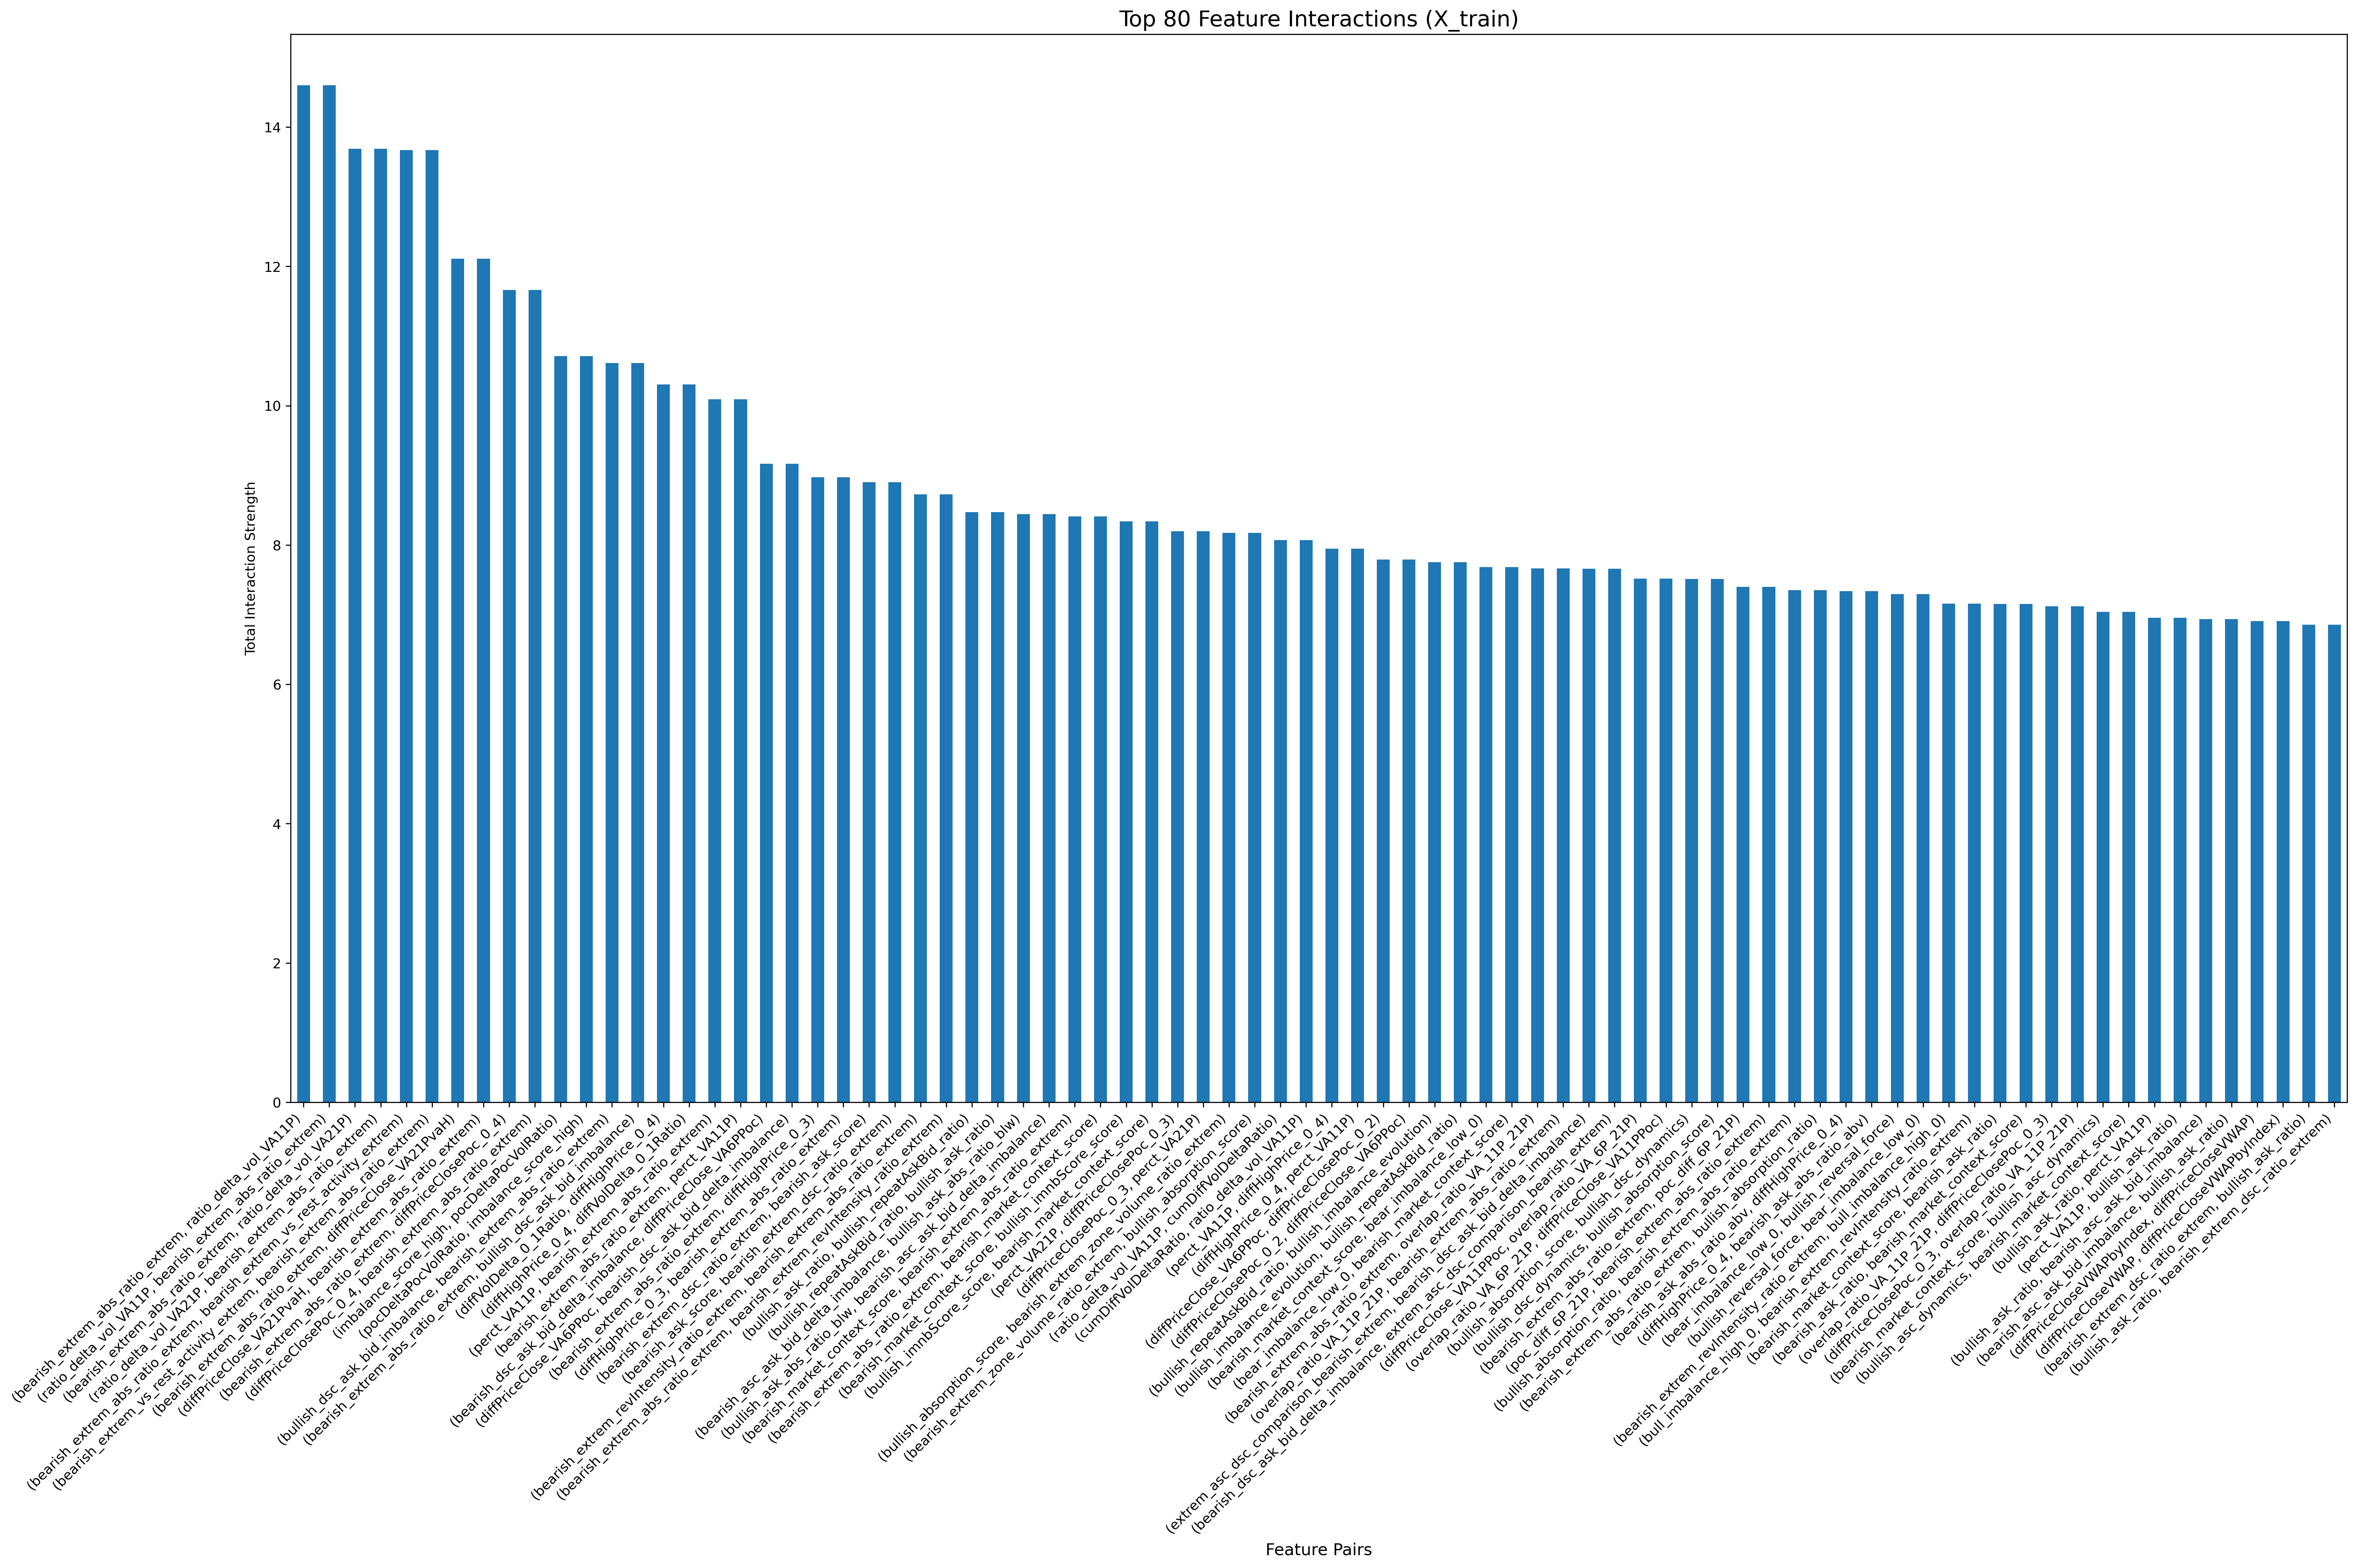 Top 80 Feature Interactions (X_train)
Total Interaction Strength
14
12
10
8
6
4
2
0
(bearish_extrem_abs_ratio_extrem, ratio_delta_vol_VA11P)
(ratio_delta_vol_VA11P, bearish_extrem_abs_ratio_extrem)
(bearish_extrem_abs_ratio_extrem, ratio_delta_vol_VA21P)
(ratio_delta_vol_VA21P, bearish_extrem_abs_ratio_extrem)
(bearish_extrem_abs_ratio_extrem, bearish_extrem_vs_rest_activity_extrem)
(bearish_extrem_vs_rest_activity_extrem, bearish_extrem_abs_ratio_extrem)
(bearish_extrem_abs_ratio_extrem, diffPriceClose_VA21PvaH)
(diffPriceClose_VA21PvaH, bearish_extrem_abs_ratio_extrem)
(bearish_extrem_abs_ratio_extrem, diffPriceClosePoc_0_4)
(diffPriceClosePoc_0_4, bearish_extrem_abs_ratio_extrem)
(imbalance_score_high, pocDeltaPocVolRatio)
(pocDeltaPocVolRatio, imbalance_score_high)
(bullish_dsc_ask_bid_imbalance, bearish_extrem_abs_ratio_extrem)
(bearish_extrem_abs_ratio_extrem, bullish_dsc_ask_bid_imbalance)
(diffVolDelta_0_1Ratio, diffHighPrice_0_4)
(diffHighPrice_0_4, diffVolDelta_0_1Ratio)
(perct_VA11P, bearish_extrem_abs_ratio_extrem)
(bearish_extrem_abs_ratio_extrem, perct_VA11P)
(bearish_dsc_ask_bid_delta_imbalance, diffPriceClose_VA6PPoc)
(diffPriceClose_VA6PPoc, bearish_dsc_ask_bid_delta_imbalance)
(bearish_extrem_abs_ratio_extrem, diffHighPrice_0_3)
(diffHighPrice_0_3, bearish_extrem_abs_ratio_extrem)
(bearish_extrem_dsc_ratio_extrem, bearish_ask_score)
(bearish_ask_score, bearish_extrem_dsc_ratio_extrem)
(bearish_extrem_revIntensity_ratio_extrem, bearish_extrem_abs_ratio_extrem)
(bearish_extrem_abs_ratio_extrem, bearish_extrem_revIntensity_ratio_extrem)
(bullish_ask_ratio, bullish_repeatAskBid_ratio)
(bullish_repeatAskBid_ratio, bullish_ask_ratio)
(bearish_asc_ask_bid_delta_imbalance, bullish_ask_abs_ratio_blw)
(bullish_ask_abs_ratio_blw, bearish_asc_ask_bid_delta_imbalance)
(bearish_market_context_score, bearish_extrem_abs_ratio_extrem)
(bearish_extrem_abs_ratio_extrem, bearish_market_context_score)
(bearish_market_context_score, bullish_imnbScore_score)
(bullish_imnbScore_score, bearish_market_context_score)
(perct_VA21P, diffPriceClosePoc_0_3)
(diffPriceClosePoc_0_3, perct_VA21P)
(bullish_absorption_score, bearish_extrem_zone_volume_ratio_extrem)
(bearish_extrem_zone_volume_ratio_extrem, bullish_absorption_score)
(ratio_delta_vol_VA11P, cumDiffVolDeltaRatio)
(cumDiffVolDeltaRatio, ratio_delta_vol_VA11P)
(perct_VA11P, diffHighPrice_0_4)
(diffHighPrice_0_4, perct_VA11P)
(diffPriceClose_VA6PPoc, diffPriceClosePoc_0_2)
(diffPriceClosePoc_0_2, diffPriceClose_VA6PPoc)
(bullish_repeatAskBid_ratio, bullish_imbalance_evolution)
(bullish_imbalance_evolution, bullish_repeatAskBid_ratio)
(bearish_market_context_score, bear_imbalance_low_0)
(bear_imbalance_low_0, bearish_market_context_score)
(bearish_extrem_abs_ratio_extrem, overlap_ratio_VA_11P_21P)
(overlap_ratio_VA_11P_21P, bearish_extrem_abs_ratio_extrem)
(extrem_asc_dsc_comparison_bearish_extrem, bearish_dsc_ask_bid_delta_imbalance)
(bearish_dsc_ask_bid_delta_imbalance, extrem_asc_dsc_comparison_bearish_extrem)
(diffPriceClose_VA11PPoc, overlap_ratio_VA_6P_21P)
(overlap_ratio_VA_6P_21P, diffPriceClose_VA11PPoc)
(bullish_absorption_score, bullish_dsc_dynamics)
(bullish_dsc_dynamics, bullish_absorption_score)
(bearish_extrem_abs_ratio_extrem, poc_diff_6P_21P)
(poc_diff_6P_21P, bearish_extrem_abs_ratio_extrem)
(bullish_absorption_ratio, bearish_extrem_abs_ratio_extrem)
(bearish_extrem_abs_ratio_extrem, bullish_absorption_ratio)
(bearish_ask_abs_ratio_abv, diffHighPrice_0_4)
(diffHighPrice_0_4, bearish_ask_abs_ratio_abv)
(bear_imbalance_low_0, bullish_reversal_force)
(bullish_reversal_force, bear_imbalance_low_0)
(bearish_extrem_revIntensity_ratio_extrem, bull_imbalance_high_0)
(bull_imbalance_high_0, bearish_extrem_revIntensity_ratio_extrem)
(bearish_market_context_score, bearish_ask_ratio)
(bearish_ask_ratio, bearish_market_context_score)
(overlap_ratio_VA_11P_21P, diffPriceClosePoc_0_3)
(diffPriceClosePoc_0_3, overlap_ratio_VA_11P_21P)
(bearish_market_context_score, bullish_asc_dynamics)
(bullish_asc_dynamics, bearish_market_context_score)
(bullish_ask_ratio, perct_VA11P)
(perct_VA11P, bullish_ask_ratio)
(bullish_ask_ratio, bearish_asc_ask_bid_imbalance)
(bearish_asc_ask_bid_imbalance, bullish_ask_ratio)
(diffPriceCloseVWAPbyIndex, diffPriceCloseVWAP)
(diffPriceCloseVWAP, diffPriceCloseVWAPbyIndex)
(bearish_extrem_dsc_ratio_extrem, bullish_ask_ratio)
(bullish_ask_ratio, bearish_extrem_dsc_ratio_extrem)
Feature Pairs